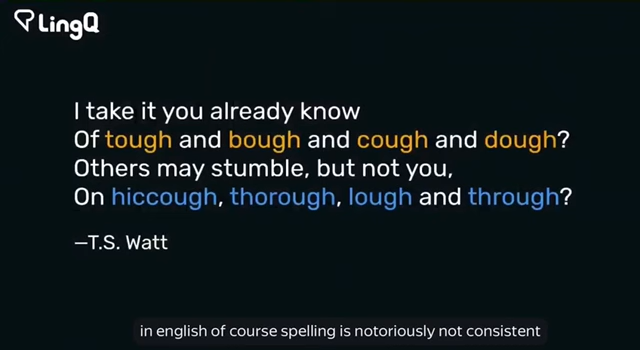 LingQ
I take it you already know
Of tough and bough and cough and dough?
Others may stumble, but not you,
On hiccough, thorough, lough and through?
—T.S. Watt
in english of course spelling is notoriously not consistent